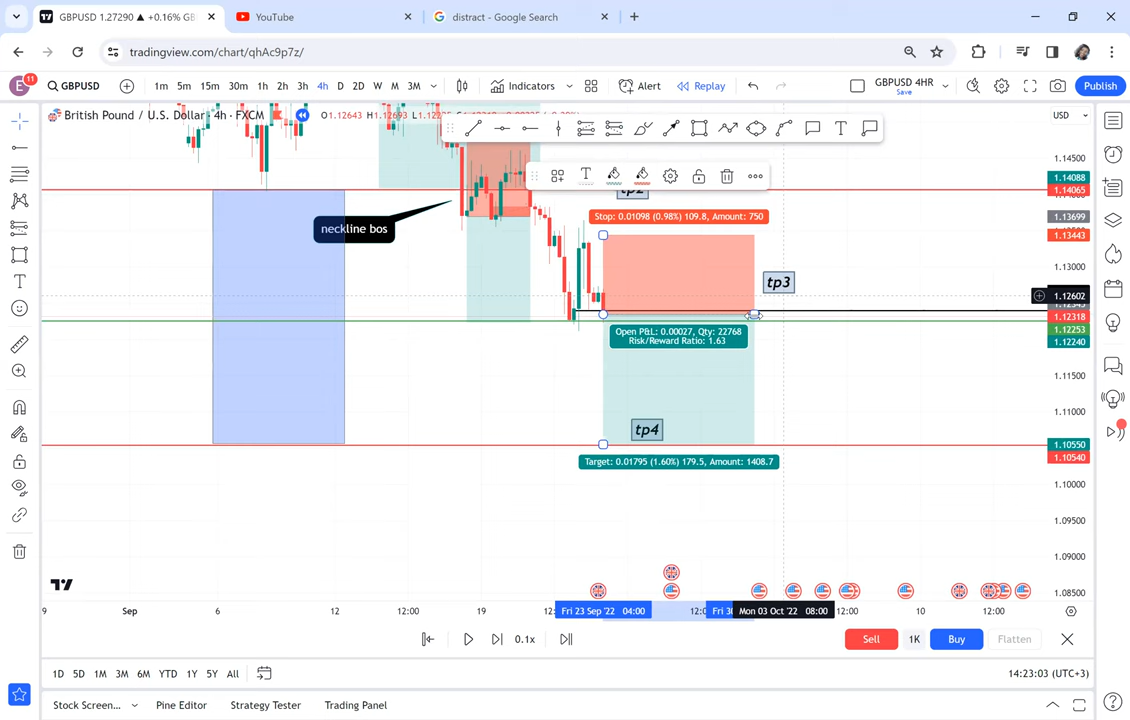 GBPUSD 1.27290 ▲ +0.16% GB
YouTube
distract - Google Search
tradingview.com/chart/qhAc9p7z/
E
11
GBPUSD
1m 5m 15m 30m 1h 2h 3h 4h D 2D W M 3M
Indicators
Alert
Replay
GBPUSD 4HR
Save
Publish
British Pound / U.S. Dollar · 4h · FXCM
O1.12643 H1.12693
USD
1.14500
1.14088
1.14065
1.13699
1.13443
1.13000
1.12602
1.12318
1.12253
1.12240
1.11500
1.11000
1.10550
1.10540
1.10000
1.09500
1.09000
1.08500
tp2
neckline bos
Stop: 0.01098 (0.98%) 109.8, Amount: 750
tp3
Open P&L: 0.00027, Qty: 22768
Risk/Reward Ratio: 1.63
tp4
Target: 0.01795 (1.60%) 179.5, Amount: 1408.7
9 Sep 6 12 12:00 19 Fri 23 Sep '22 04:00 Mon 03 Oct '22 08:00 12:00 10 12:00
0.1x
Sell
1K
Buy
Flatten
1D 5D 1M 3M 6M YTD 1Y 5Y All
14:23:03 (UTC+3)
Stock Screen...
Pine Editor
Strategy Tester
Trading Panel